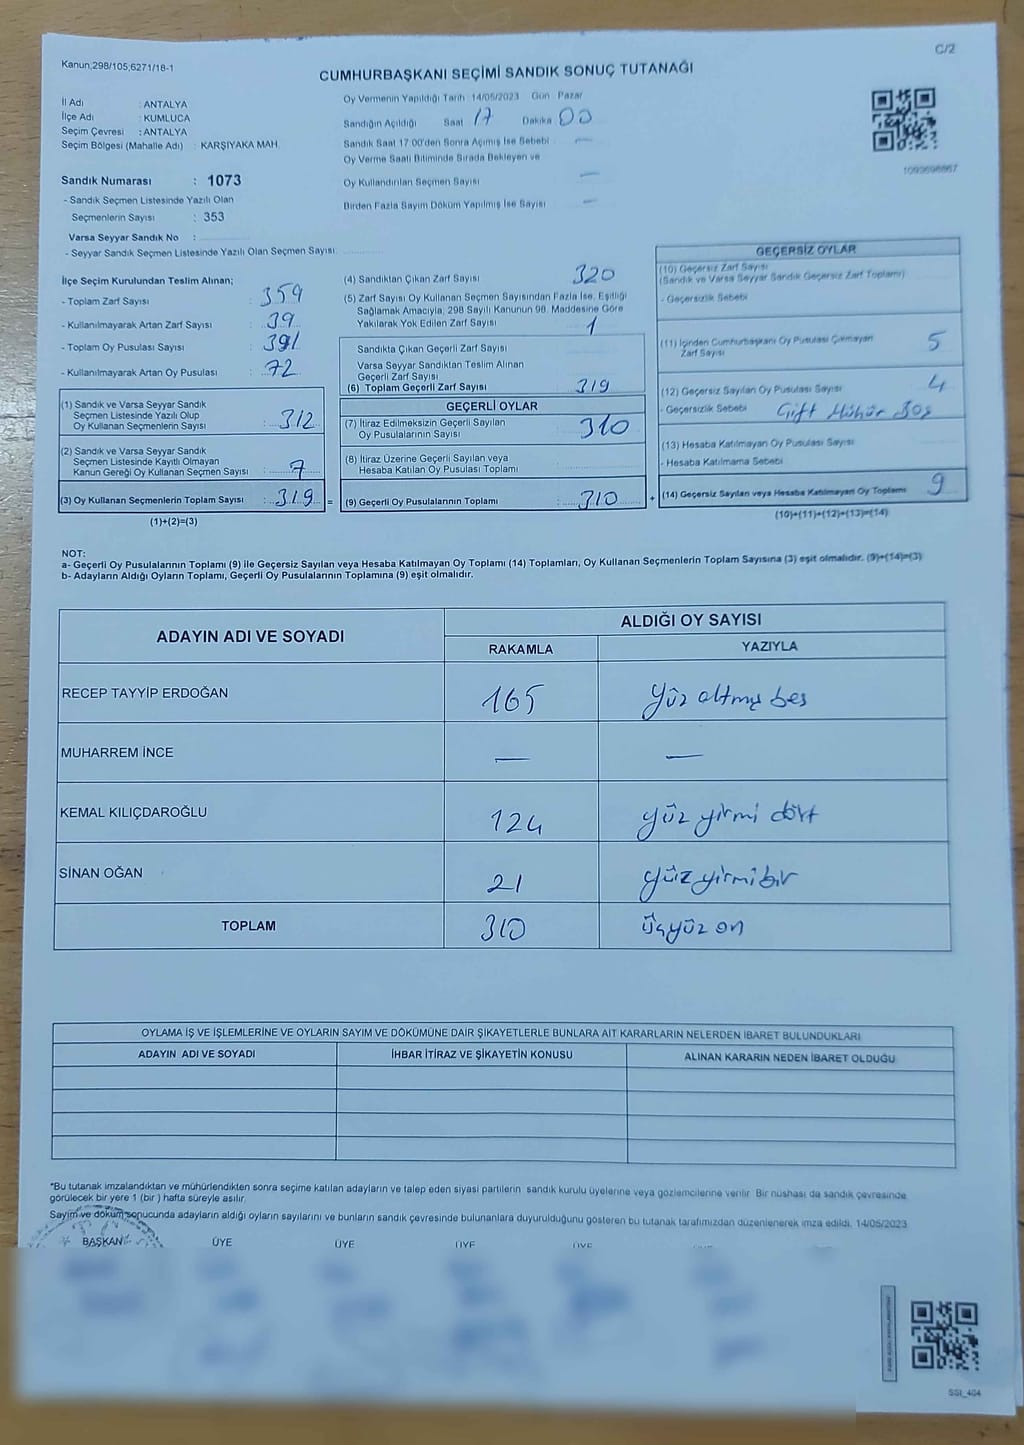 C/2
Kanun;298/105;6271/18-1
CUMHURBAŞKANI SEÇİMİ SANDIK SONUÇ TUTANAĞI
İl Adı : ANTALYA
İlçe Adı : KUMLUCA
Seçim Çevresi : ANTALYA
Seçim Bölgesi (Mahalle Adı) : KARŞIYAKA MAH.
Oy Vermenin Yapıldığı Tarih 14/05/2023 Gün Pazar
Sandığın Açıldığı Saat 17 Dakika 00
Sandık Saat 17:00'den Sonra Açımış İse Sebebi —
Oy Verme Saati Bitiminde Sırada Bekleyen ve
Oy Kullandırılan Seçmen Sayısı —
Birden Fazla Sayım Döküm Yapılmış İse Sayısı —
Sandık Numarası : 1073
- Sandık Seçmen Listesinde Yazılı Olan
Seçmenlerin Sayısı : 353
Varsa Seyyar Sandık No :
- Seyyar Sandık Seçmen Listesinde Yazılı Olan Seçmen Sayısı:
İlçe Seçim Kurulundan Teslim Alınan;
- Toplam Zarf Sayısı : 359
- Kullanılmayarak Artan Zarf Sayısı : 39
- Toplam Oy Pusulası Sayısı : 391
- Kullanılmayarak Artan Oy Pusulası : 72
(1) Sandık ve Varsa Seyyar Sandık
Seçmen Listesinde Yazılı Olup
Oy Kullanan Seçmenlerin Sayısı : 312
(2) Sandık ve Varsa Seyyar Sandık
Seçmen Listesinde Kayıtlı Olmayan
Kanun Gereği Oy Kullanan Seçmen Sayısı : 7
(3) Oy Kullanan Seçmenlerin Toplam Sayısı : 319 =
(1)+(2)=(3)
(4) Sandıktan Çıkan Zarf Sayısı 320
(5) Zarf Sayısı Oy Kullanan Seçmen Sayısından Fazla İse, Eşitliği
Sağlamak Amacıyla, 298 Sayılı Kanunun 98. Maddesine Göre
Yakılarak Yok Edilen Zarf Sayısı 1
Sandıkta Çıkan Geçerli Zarf Sayısı
Varsa Seyyar Sandıktan Teslim Alınan
Geçerli Zarf Sayısı
(6) Toplam Geçerli Zarf Sayısı 319
GEÇERLİ OYLAR
(7) İtiraz Edilmeksizin Geçerli Sayılan
Oy Pusulalarının Sayısı 310
(8) İtiraz Üzerine Geçerli Sayılan veya
Hesaba Katılan Oy Pusulası Toplamı
(9) Geçerli Oy Pusulalarının Toplamı : 310 +
GEÇERSİZ OYLAR
(10) Geçersiz Zarf Sayısı
(Sandık ve Varsa Seyyar Sandık Geçersiz Zarf Toplamı)
- Geçersizlik Sebebi
(11) İçinden Cumhurbaşkanı Oy Pusulası Çıkmayan
Zarf Sayısı 5
(12) Geçersiz Sayılan Oy Pusulası Sayısı 4
- Geçersizlik Sebebi Çift Mühür Boş
(13) Hesaba Katılmayan Oy Pusulası Sayısı
- Hesaba Katılmama Sebebi
(14) Geçersiz Sayılan veya Hesaba Katılmayan Oy Toplamı 9
(10)+(11)+(12)+(13)=(14)
NOT:
a- Geçerli Oy Pusulalarının Toplamı (9) ile Geçersiz Sayılan veya Hesaba Katılmayan Oy Toplamı (14) Toplamları, Oy Kullanan Seçmenlerin Toplam Sayısına (3) eşit olmalıdır. (9)+(14)=(3)
b- Adayların Aldığı Oyların Toplamı, Geçerli Oy Pusulalarının Toplamına (9) eşit olmalıdır.
ADAYIN ADI VE SOYADI
ALDIĞI OY SAYISI
RAKAMLA YAZIYLA
RECEP TAYYİP ERDOĞAN 165 Yüz altmış beş
MUHARREM İNCE — —
KEMAL KILIÇDAROĞLU 124 yüz yirmi dört
SİNAN OĞAN 21 yüz yirmi bir
TOPLAM 310 üçyüz on
OYLAMA İŞ VE İŞLEMLERİNE VE OYLARIN SAYIM VE DÖKÜMÜNE DAİR ŞİKAYETLERLE BUNLARA AİT KARARLARIN NELERDEN İBARET BULUNDUKLARI
ADAYIN ADI VE SOYADI İHBAR İTİRAZ VE ŞİKAYETİN KONUSU ALINAN KARARIN NEDEN İBARET OLDUĞU
*Bu tutanak imzalandıktan ve mühürlendikten sonra seçime katılan adayların ve talep eden siyasi partilerin sandık kurulu üyelerine veya gözlemcilerine verilir. Bir nüshası da sandık çevresinde
görülecek bir yere 1 (bir ) hafta süreyle asılır.
Sayım ve döküm sonucunda adayların aldığı oyların sayılarını ve bunların sandık çevresinde bulunanlara duyurulduğunu gösteren bu tutanak tarafımızdan düzenlenerek imza edildi. 14/05/2023
BAŞKAN ÜYE ÜYE ÜYE ÜYE ÜYE
SSI_404